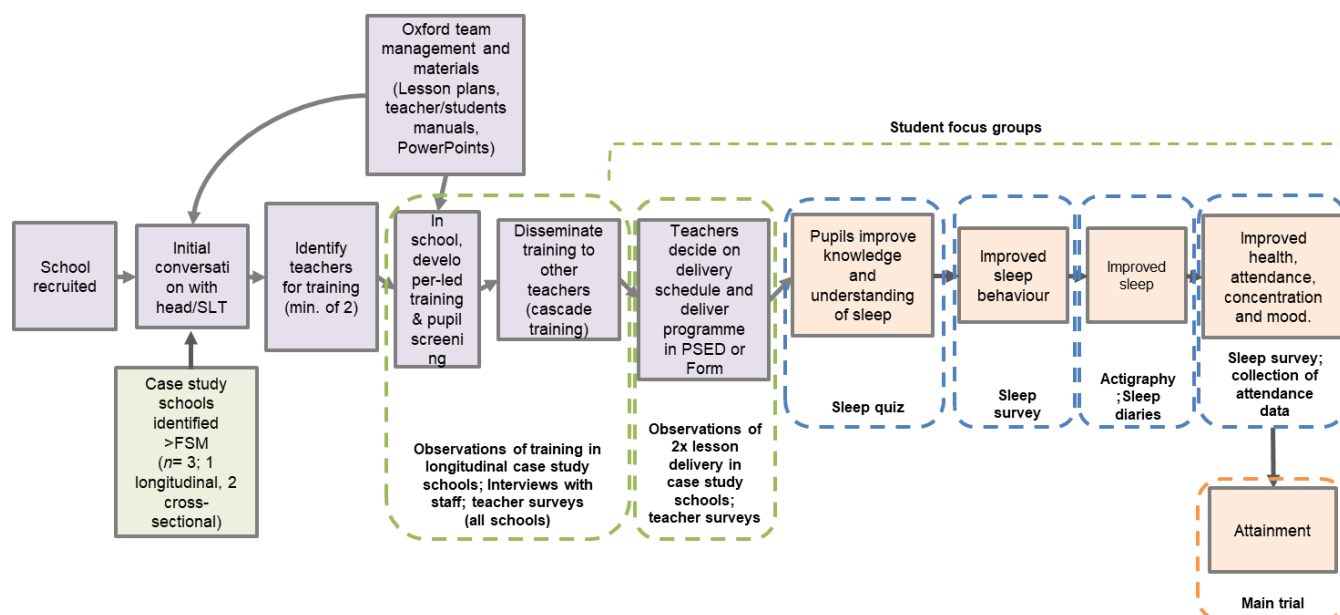 Oxford team
management and
materials
(Lesson plans,
teacher/students
manuals,
PowerPoints)
Student focus groups
School
recruited
Initial
conversati
on with
head/SLT
Identify
teachers
for training
(min. of 2)
In
school,
develo
per-led
training
& pupil
screeni
ng
Disseminate
training to
other
teachers
(cascade
training)
Teachers
decide on
delivery
schedule and
deliver
programme
in PSED or
Form
Pupils improve
knowledge
and
understanding
of sleep
Improved
sleep
behaviour
Improved
sleep
Improved
health,
attendance,
concentration
and mood.
Case study
schools
identified
>FSM
(n= 3; 1
longitudinal, 2
cross-
sectional)
Observations of training in
longitudinal case study
schools; Interviews with
staff; teacher surveys
(all schools)
Observations of
2x lesson
delivery in
case study
schools;
teacher surveys
Sleep quiz
Sleep
survey
Actigraphy
;Sleep
diaries
Sleep survey;
collection of
attendance
data
Attainment
Main trial